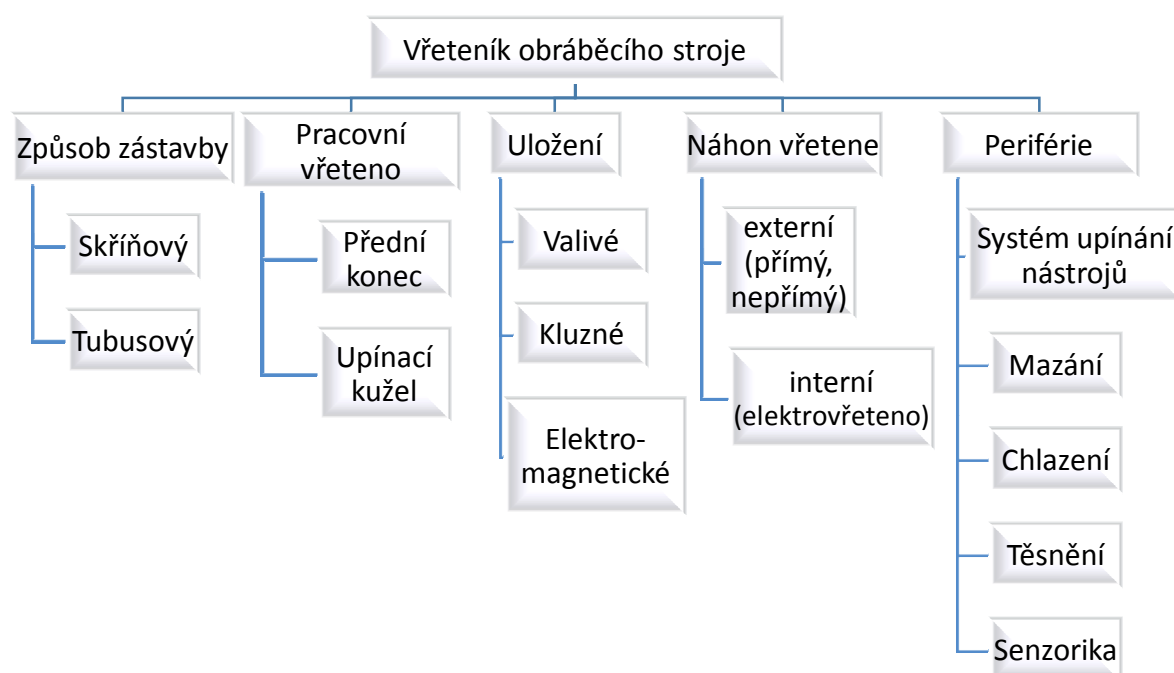 Vřeteník obráběcího stroje
Způsob zástavby
Skříňový
Tubusový
Pracovní
vřeteno
Přední
konec
Upínací
kužel
Uložení
Valivé
Kluzné
Elektro-
magnetické
Náhon vřetene
externí
(přímý,
nepřímý)
interní
(elektrovřeteno)
Periférie
Systém upínání
nástrojů
Mazání
Chlazení
Těsnění
Senzorika